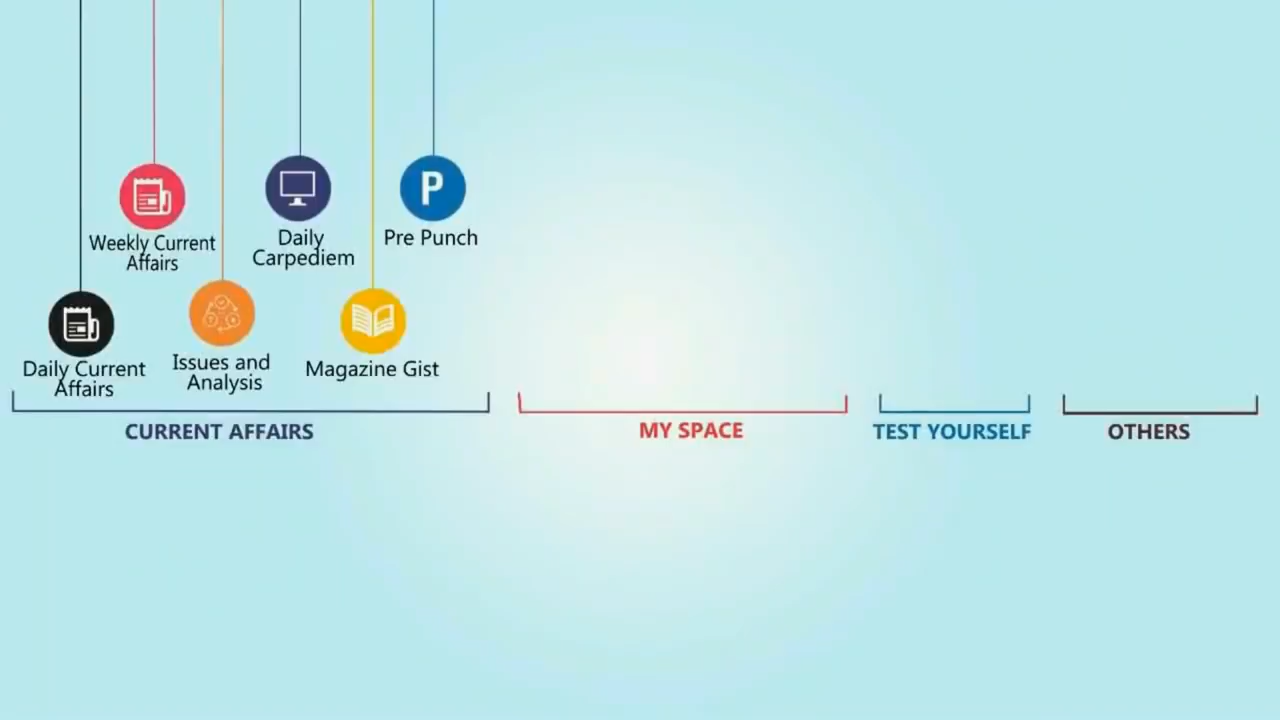 P
Weekly Current
Affairs
Daily
Carpediem
Pre Punch
Daily Current
Affairs
Issues and
Analysis
Magazine Gist
CURRENT AFFAIRS
MY SPACE
TEST YOURSELF
OTHERS